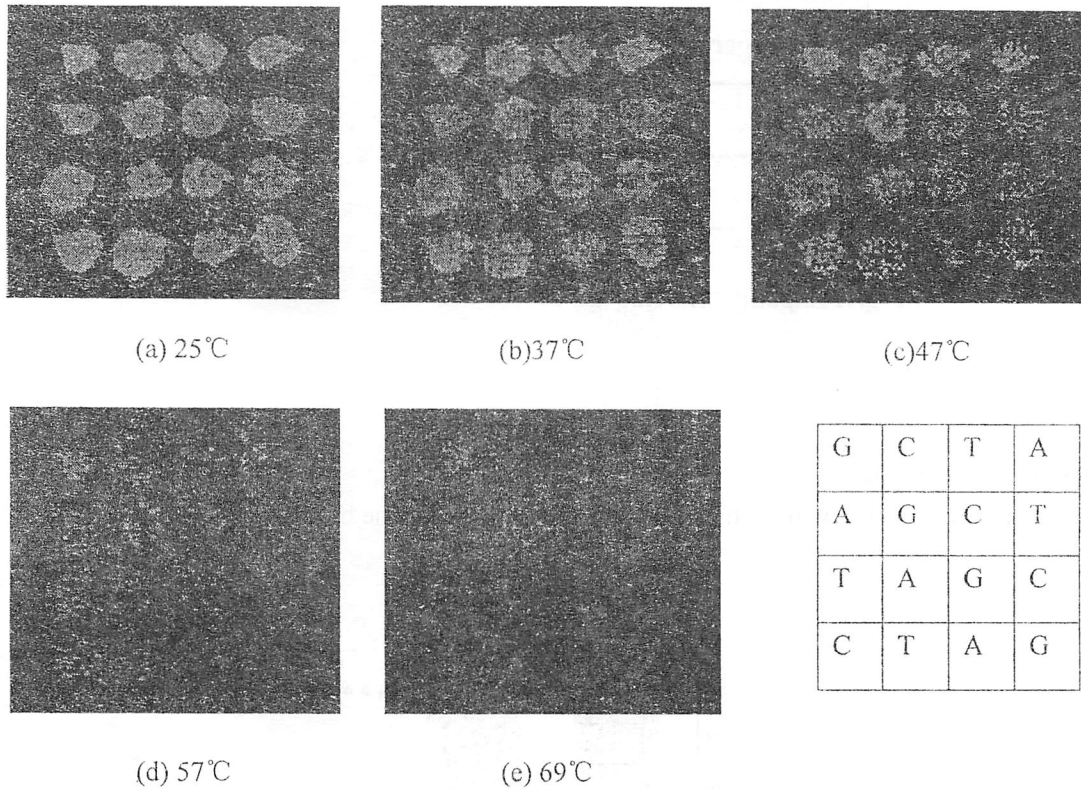 (a) 25℃
(b)37℃
(c)47℃
G C T A
A G C T
T A G C
C T A G
(d) 57℃
(e) 69℃